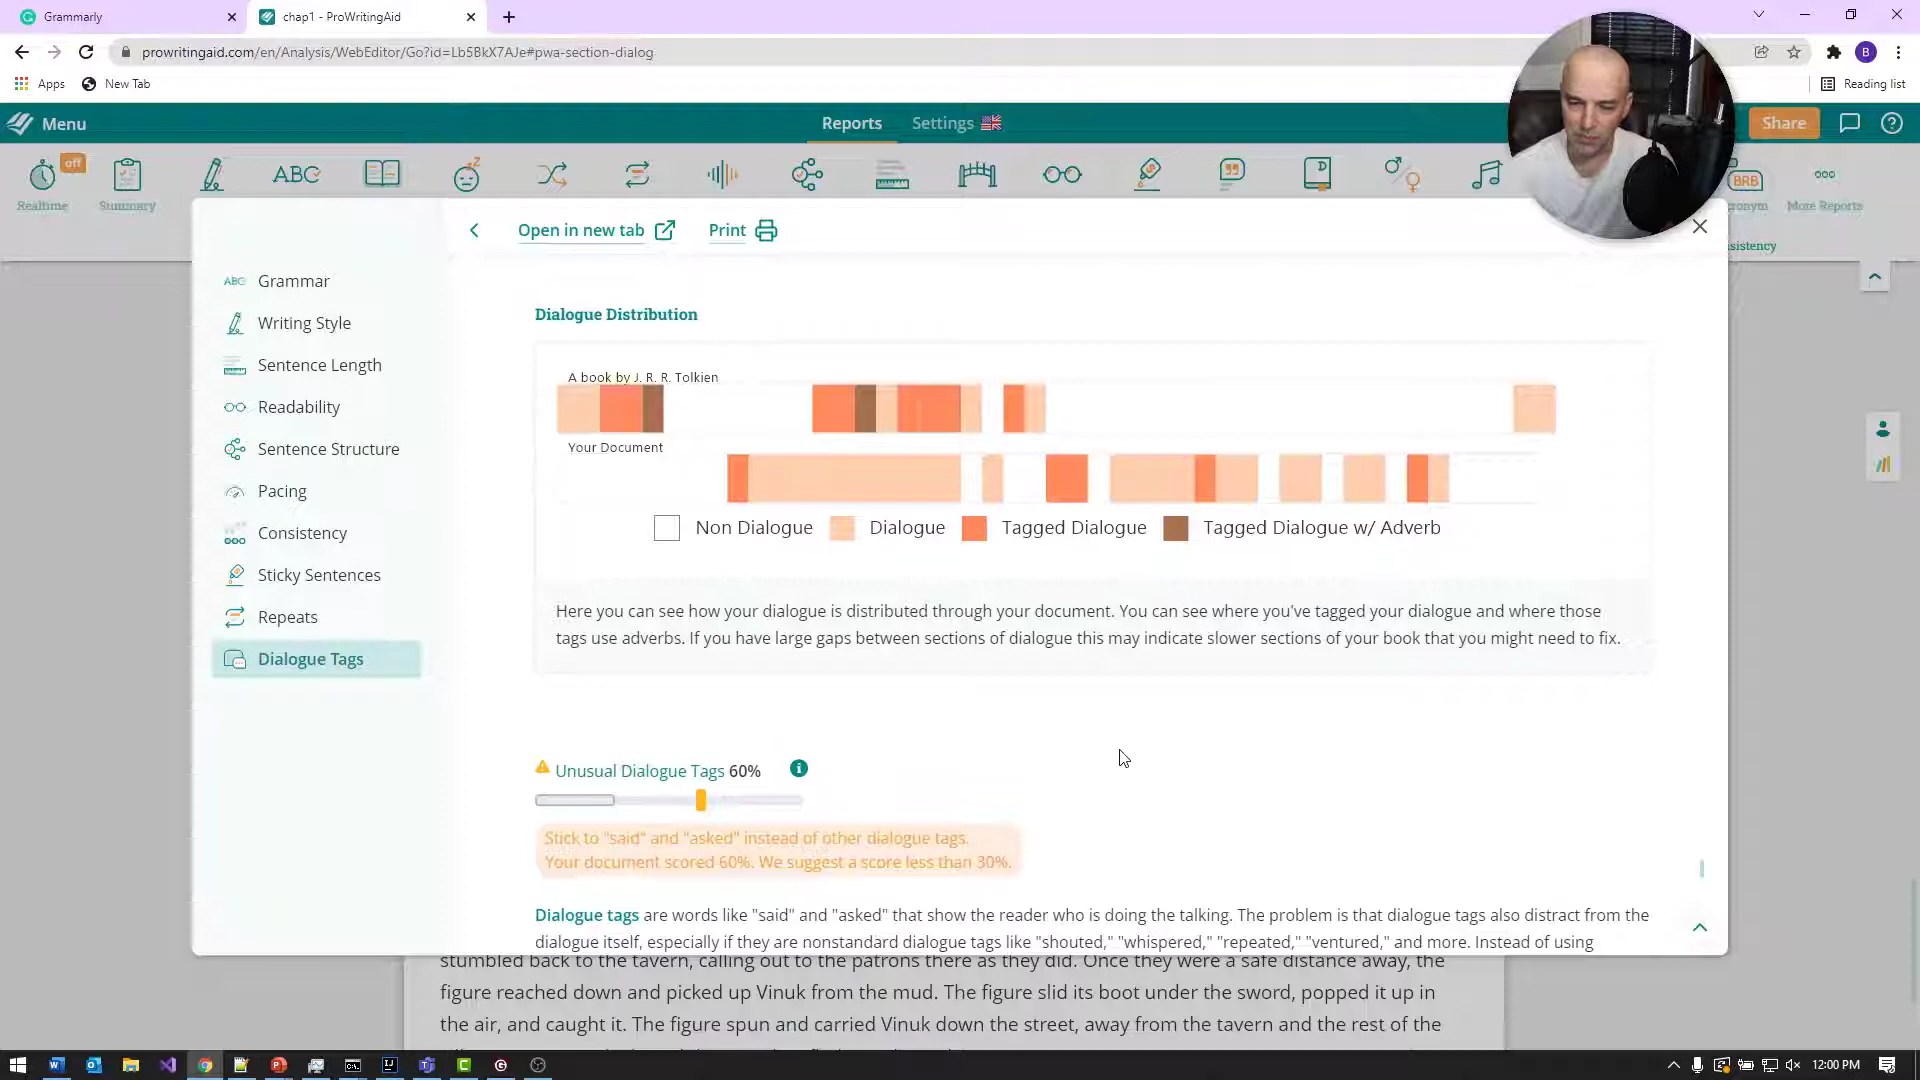 Grammarly
chap1 - ProWritingAid
prowritingaid.com/en/Analysis/WebEditor/Go?id=Lb5BkX7AJe#pwa-section-dialog
B
Apps
New Tab
Reading list
Menu
Reports
Settings
Share
off
ABC
BRB
Realtime
Summary
More Reports
Open in new tab
Print
ABC
Grammar
Writing Style
Sentence Length
Readability
Sentence Structure
Pacing
Consistency
Sticky Sentences
Repeats
Dialogue Tags
Dialogue Distribution
A book by J. R. R. Tolkien
Your Document
Non Dialogue
Dialogue
Tagged Dialogue
Tagged Dialogue w/ Adverb
Here you can see how your dialogue is distributed through your document. You can see where you've tagged your dialogue and where those
tags use adverbs. If you have large gaps between sections of dialogue this may indicate slower sections of your book that you might need to fix.
Unusual Dialogue Tags 60%
Stick to "said" and "asked" instead of other dialogue tags.
Your document scored 60%. We suggest a score less than 30%.
Dialogue tags are words like "said" and "asked" that show the reader who is doing the talking. The problem is that dialogue tags also distract from the
dialogue itself, especially if they are nonstandard dialogue tags like "shouted," "whispered," "repeated," "ventured," and more. Instead of using
stumbled back to the tavern, calling out to the patrons there as they did. Once they were a safe distance away, the
figure reached down and picked up Vinuk from the mud. The figure slid its boot under the sword, popped it up in
the air, and caught it. The figure spun and carried Vinuk down the street, away from the tavern and the rest of the
12:00 PM